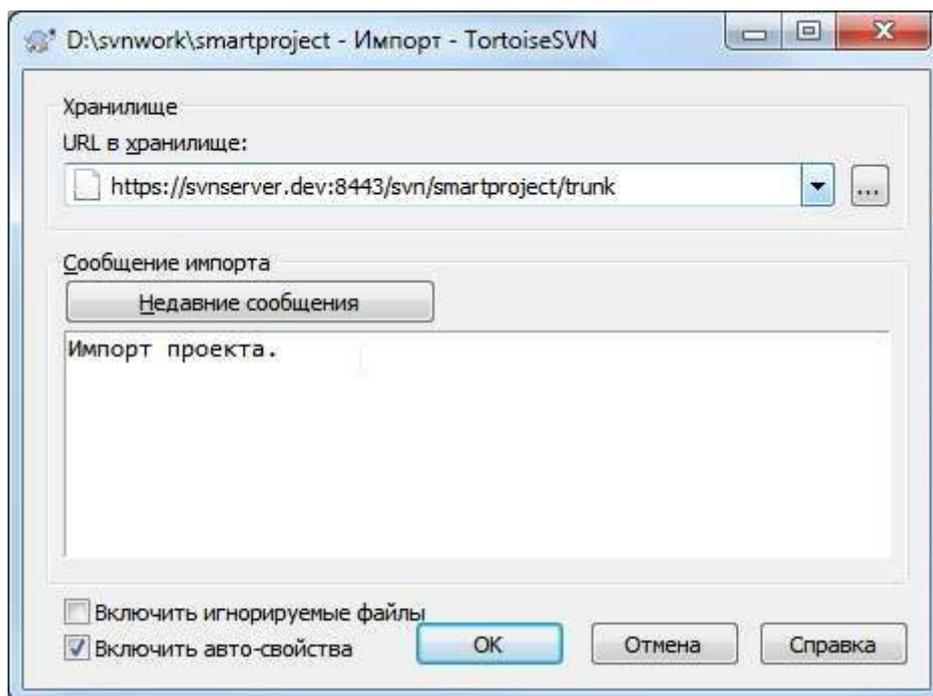 D:\svnwork\smartproject - Импорт - TortoiseSVN
Хранилище
URL в хранилище:
https://svnserver.dev:8443/svn/smartproject/trunk
...
Сообщение импорта
Недавние сообщения
Импорт проекта.
Включить игнорируемые файлы
Включить авто-свойства
OK
Отмена
Справка